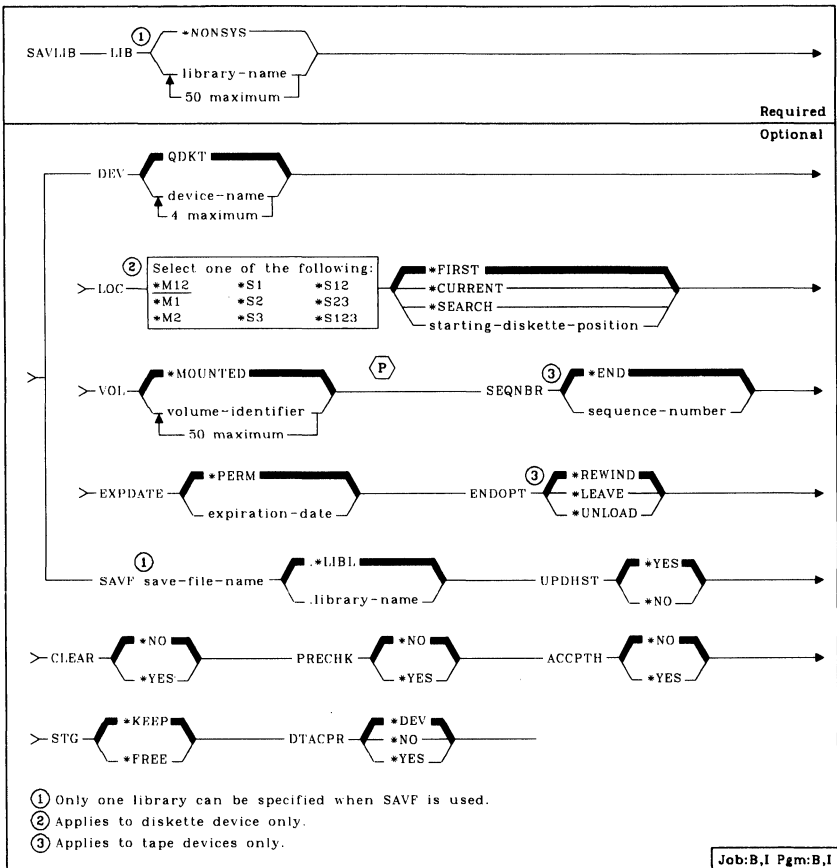 ①
*NONSYS
SAVLIB LIB
library-name
50 maximum
Required
Optional
QDKT
DEV
device-name
4 maximum
② Select one of the following:
*M12 *S1 *S12
*M1 *S2 *S23
*M2 *S3 *S123
LOC
*FIRST
*CURRENT
*SEARCH
starting-diskette-position
*MOUNTED
P
VOL
volume-identifier
50 maximum
SEQNBR ③
*END
sequence-number
*PERM
EXPDATE
expiration-date
ENDOPT ③
*REWIND
*LEAVE
*UNLOAD
①
SAVF save-file-name
.*LIBL
.library-name
UPDHST
*YES
*NO
CLEAR
*NO
*YES
PRECHK
*NO
*YES
ACCPTH
*NO
*YES
STG
*KEEP
*FREE
DTACPR
*DEV
*NO
*YES
① Only one library can be specified when SAVF is used.
② Applies to diskette device only.
③ Applies to tape devices only.
Job:B,I Pgm:B,I